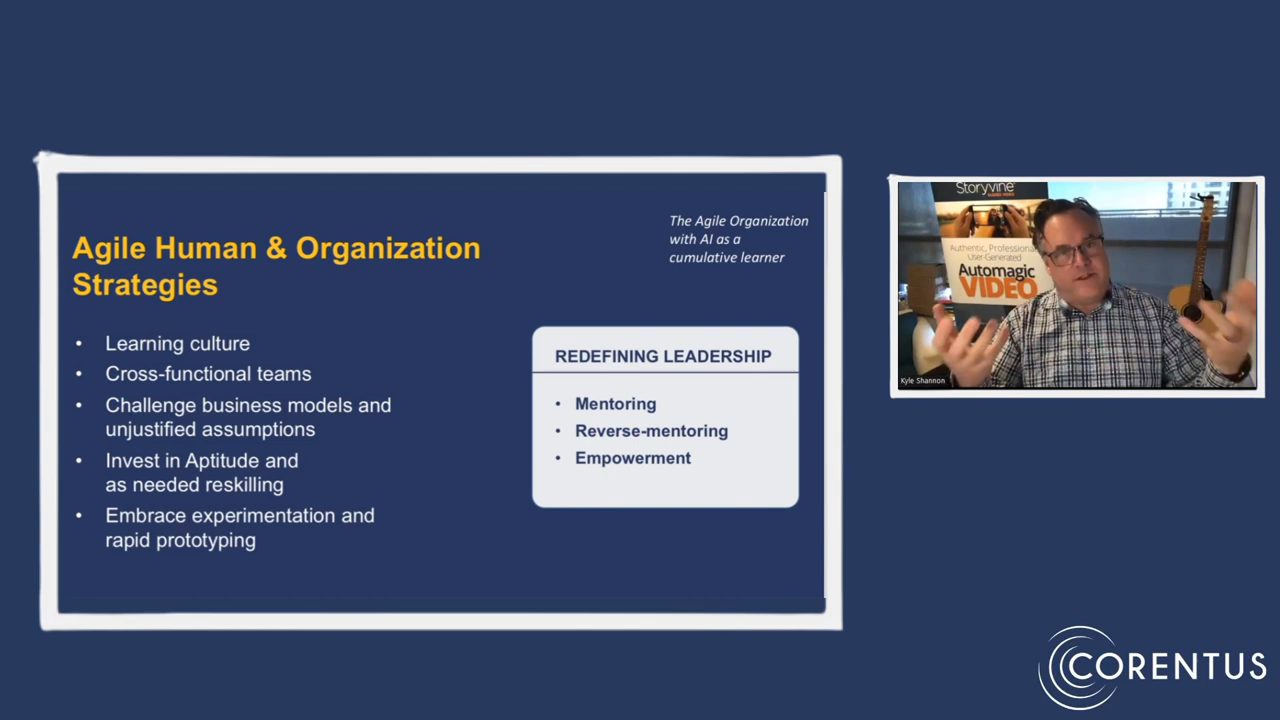 The Agile Organization
with AI as a
cumulative learner
Agile Human & Organization
Strategies
• Learning culture
• Cross-functional teams
• Challenge business models and
unjustified assumptions
• Invest in Aptitude and
as needed reskilling
• Embrace experimentation and
rapid prototyping
REDEFINING LEADERSHIP
• Mentoring
• Reverse-mentoring
• Empowerment
Storyvine
Authentic, Professional
User-Generated
Automagic
VIDEO
Kyle Shannon
CORENTUS